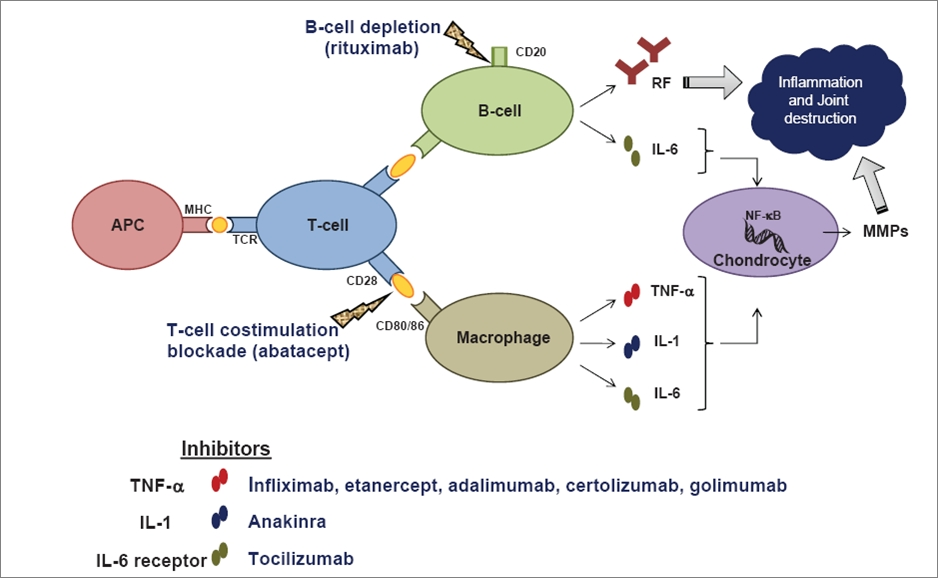 B-cell depletion
(rituximab)
CD20
B-cell
RF
IL-6
Inflammation
and Joint
destruction
APC
MHC
TCR
T-cell
CD28
CD80/86
T-cell costimulation
blockade (abatacept)
Macrophage
TNF-α
IL-1
IL-6
NF-κB
Chondrocyte
MMPs
Inhibitors
TNF-α Infliximab, etanercept, adalimumab, certolizumab, golimumab
IL-1 Anakinra
IL-6 receptor Tocilizumab